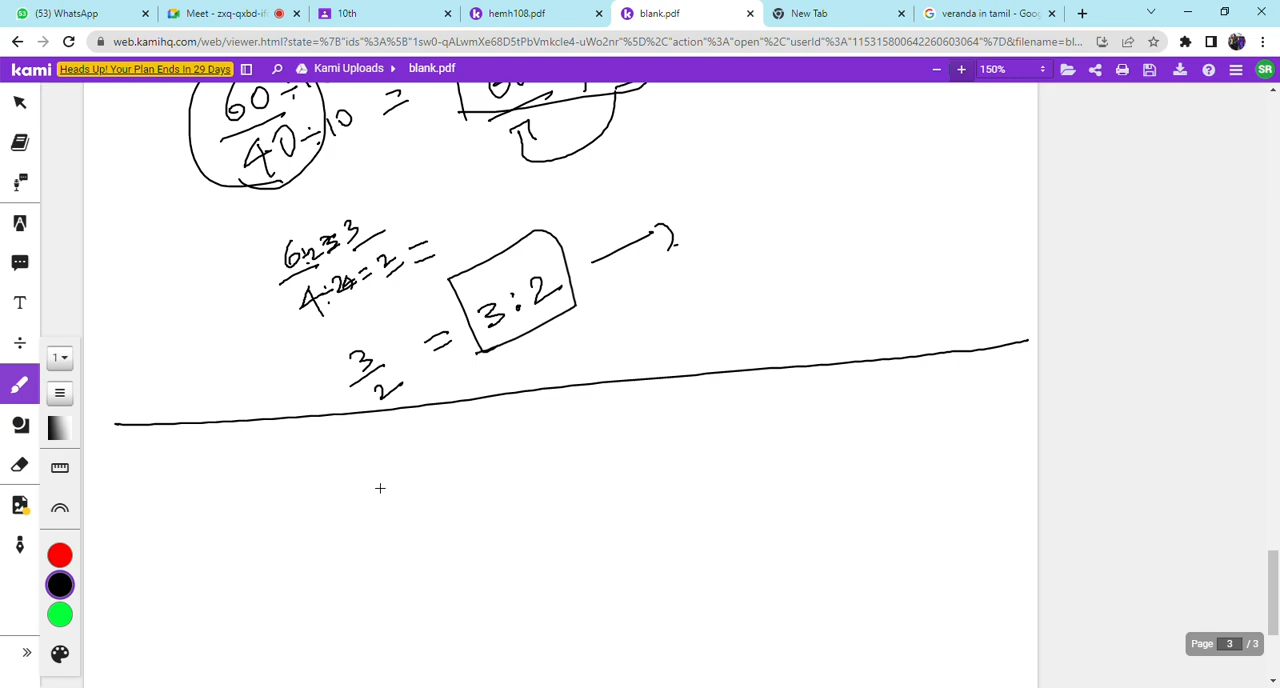 (53) WhatsApp
Meet - zxq-qxbd-ifi
10th
hemh108.pdf
blank.pdf
New Tab
veranda in tamil - Goog
web.kamihq.com/web/viewer.html?state=%7B"ids"%3A%5B"1sw0-qALwmXe68D5tPbVmkcle4-uWo2nr"%5D%2C"action"%3A"open"%2C"userId"%3A"115315800642260603064"%7D&filename=bl...
kami
Heads Up! Your Plan Ends In 29 Days
Kami Uploads
blank.pdf
150%
SR
60 ÷
40 ÷ 10 =
6 ÷ 2 = 3
4 ÷ 2 = 2 =
3
2
= 3 : 2
1
Page 3 / 3